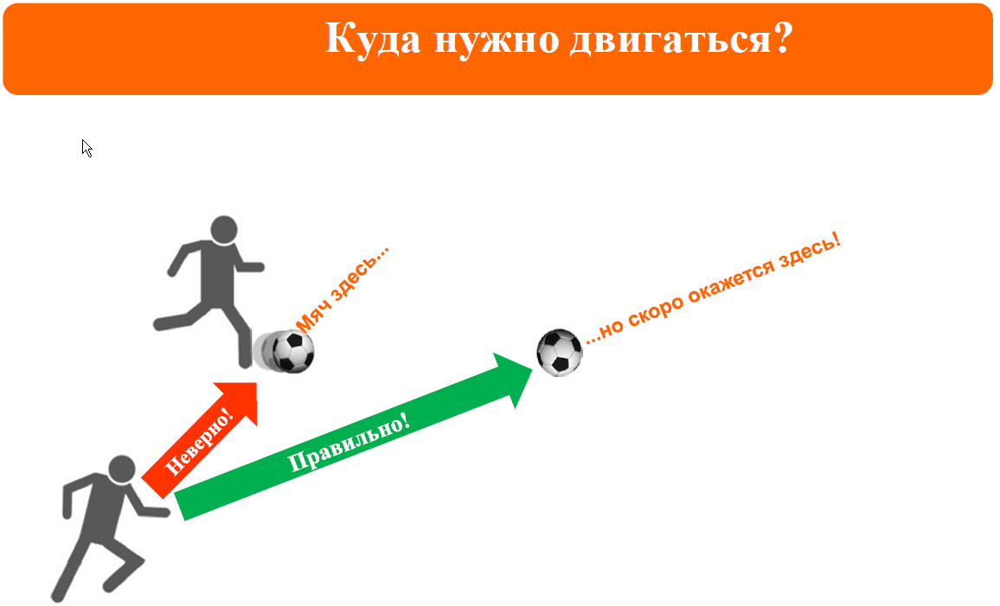 Куда нужно двигаться?
Мяч здесь...
...но скоро окажется здесь!
Неверно!
Правильно!